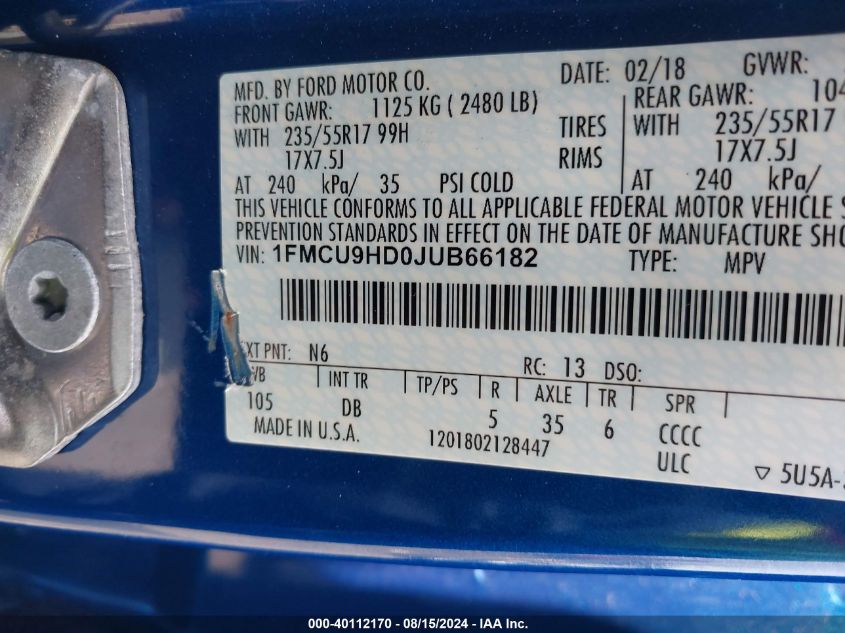 MFD. BY FORD MOTOR CO. DATE: 02/18 GVWR:
FRONT GAWR: 1125 KG ( 2480 LB) REAR GAWR: 104
WITH 235/55R17 99H TIRES WITH 235/55R17
17X7.5J RIMS 17X7.5J
AT 240 kPa/ 35 PSI COLD AT 240 kPa/
THIS VEHICLE CONFORMS TO ALL APPLICABLE FEDERAL MOTOR VEHICLE S
PREVENTION STANDARDS IN EFFECT ON THE DATE OF MANUFACTURE SHO
VIN: 1FMCU9HD0JUB66182 TYPE: MPV
XT PNT: N6 RC: 13 DSO:
WB INT TR TP/PS R AXLE TR SPR
105 DB 5 35 6 CCCC
MADE IN U.S.A. 1201802128447 ULC ▽ 5U5A-
000-40112170 - 08/15/2024 - IAA Inc.